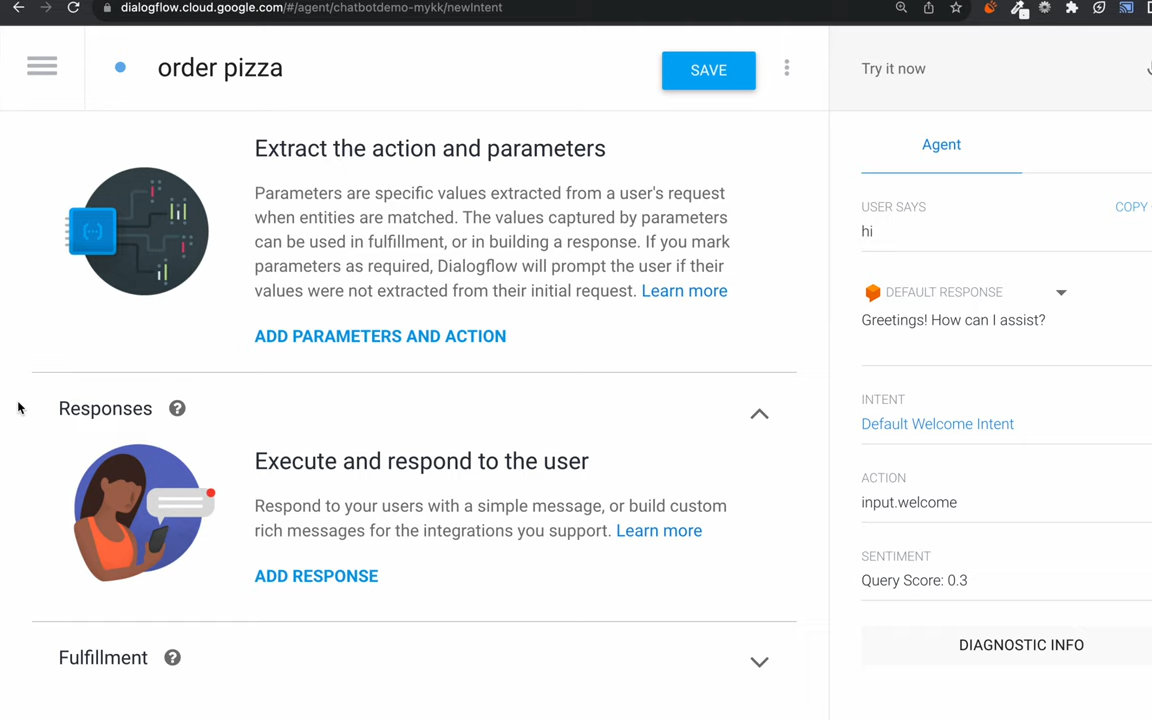 dialogflow.cloud.google.com/#/agent/chatbotdemo-mykk/newIntent
order pizza
SAVE
Extract the action and parameters
Parameters are specific values extracted from a user's request
when entities are matched. The values captured by parameters
can be used in fulfillment, or in building a response. If you mark
parameters as required, Dialogflow will prompt the user if their
values were not extracted from their initial request. Learn more
ADD PARAMETERS AND ACTION
Responses ?
Execute and respond to the user
Respond to your users with a simple message, or build custom
rich messages for the integrations you support. Learn more
ADD RESPONSE
Fulfillment ?
Try it now
Agent
USER SAYS
COPY
hi
DEFAULT RESPONSE
Greetings! How can I assist?
INTENT
Default Welcome Intent
ACTION
input.welcome
SENTIMENT
Query Score: 0.3
DIAGNOSTIC INFO